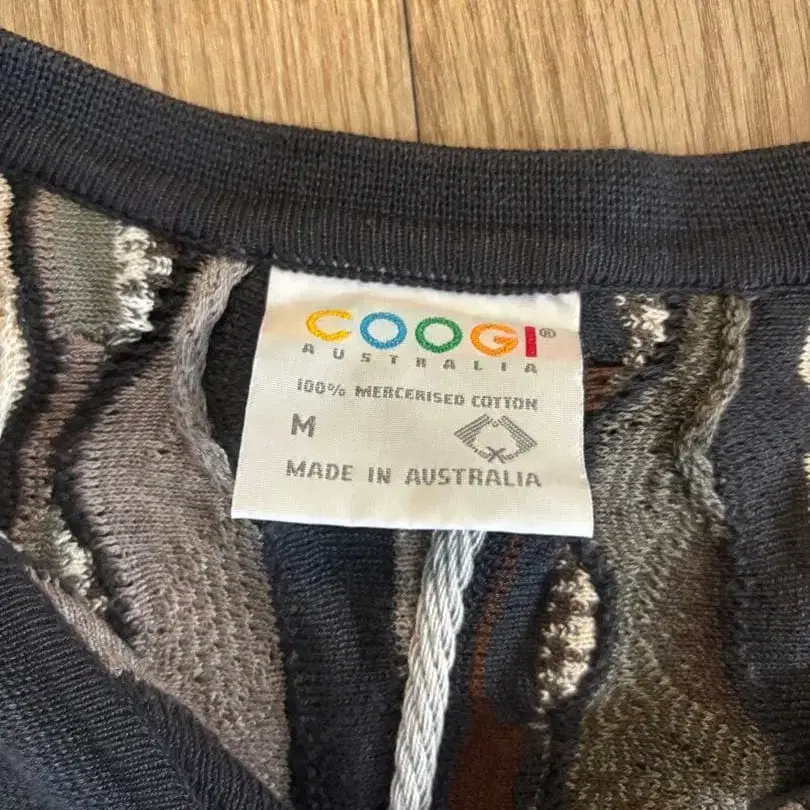 COOGI®
AUSTRALIA
100% MERCERISED COTTON
M
MADE IN AUSTRALIA